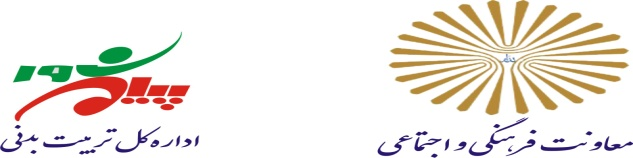 معاونت فرهنگی و اجتماعی
پیام نور
اداره کل تربیت بدنی